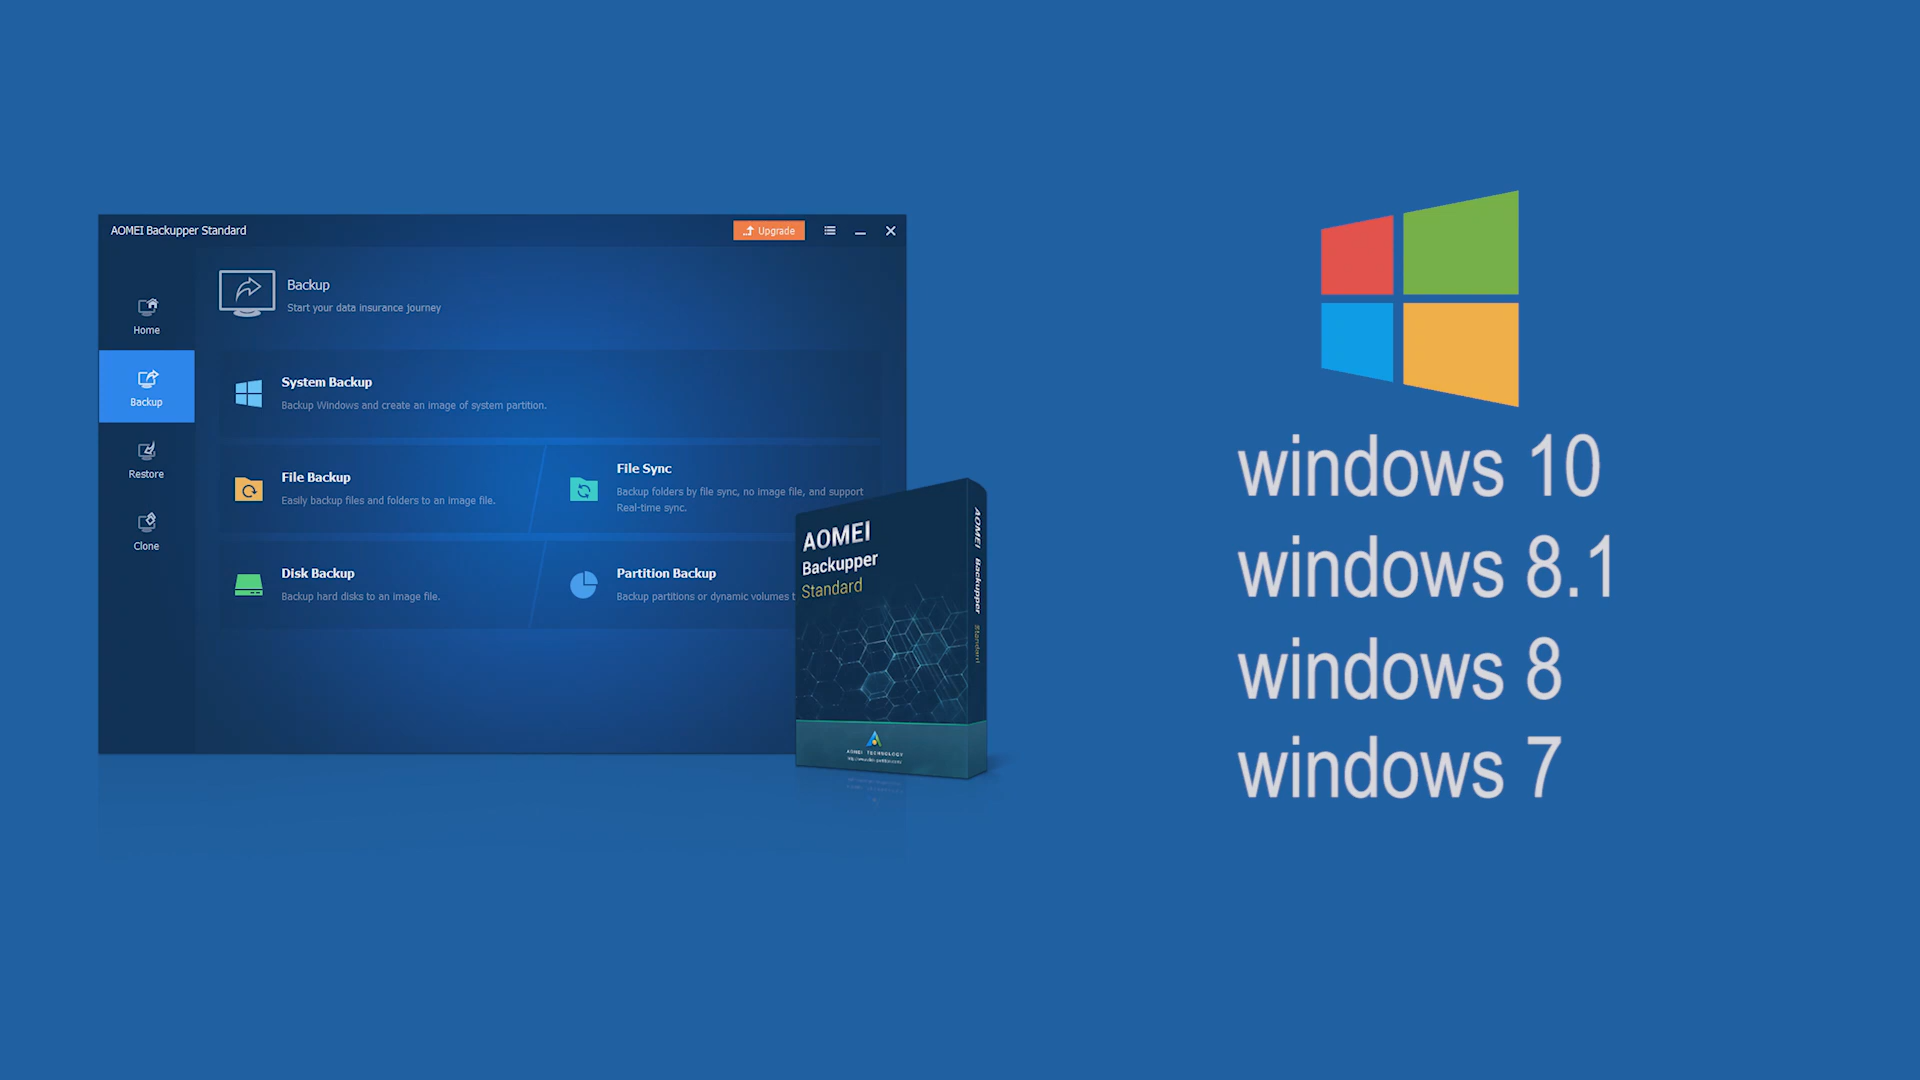 AOMEI Backupper Standard
Upgrade
Home
Backup
Restore
Clone
Backup
Start your data insurance journey
System Backup
Backup Windows and create an image of system partition.
File Backup
Easily backup files and folders to an image file.
File Sync
Backup folders by file sync, no image file, and support
Real-time sync.
Disk Backup
Backup hard disks to an image file.
Partition Backup
Backup partitions or dynamic volumes t
AOMEI
Backupper
Standard
AOMEI Backupper Standard
AOMEI TECHNOLOGY
windows 10
windows 8.1
windows 8
windows 7